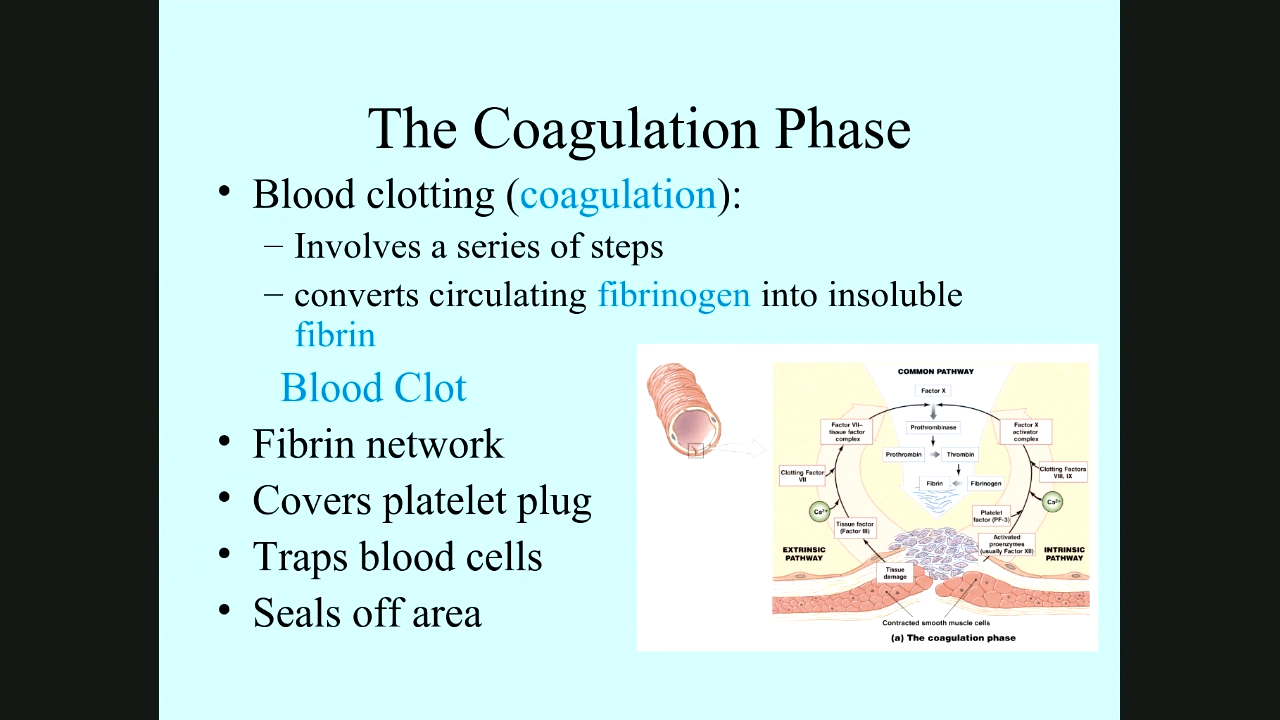 The Coagulation Phase
• Blood clotting (coagulation):
– Involves a series of steps
– converts circulating fibrinogen into insoluble
fibrin
Blood Clot
• Fibrin network
• Covers platelet plug
• Traps blood cells
• Seals off area
COMMON PATHWAY
Factor X
Factor VII–
tissue factor
complex
Prothrombinase
Factor X
activator
complex
Prothrombin
Thrombin
Clotting Factor
VII
Clotting Factors
VIII, IX
Fibrin
Fibrinogen
Ca2+
Ca2+
Tissue factor
(Factor III)
Platelet
factor (PF-3)
Activated
proenzymes
(usually Factor XII)
EXTRINSIC
PATHWAY
INTRINSIC
PATHWAY
Tissue
damage
Contracted smooth muscle cells
(a) The coagulation phase